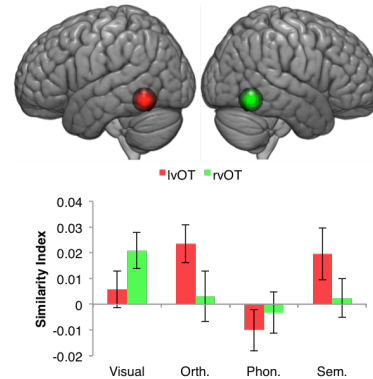 lvOT rvOT
Similarity Index
0.04
0.03
0.02
0.01
0
-0.01
-0.02
Visual Orth. Phon. Sem.